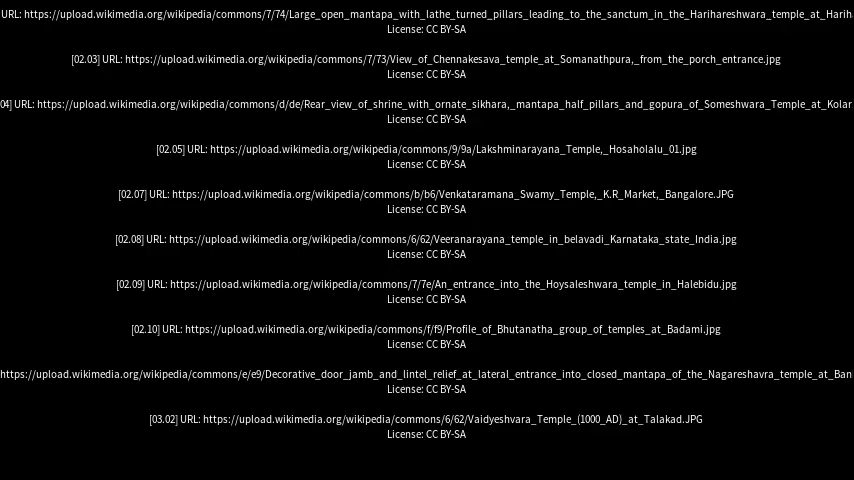 URL: https://upload.wikimedia.org/wikipedia/commons/7/74/Large_open_mantapa_with_lathe_turned_pillars_leading_to_the_sanctum_in_the_Harihareshwara_temple_at_Harih
License: CC BY-SA
[02.03] URL: https://upload.wikimedia.org/wikipedia/commons/7/73/View_of_Chennakesava_temple_at_Somanathpura,_from_the_porch_entrance.jpg
License: CC BY-SA
04] URL: https://upload.wikimedia.org/wikipedia/commons/d/de/Rear_view_of_shrine_with_ornate_sikhara,_mantapa_half_pillars_and_gopura_of_Someshwara_Temple_at_Kolar
License: CC BY-SA
[02.05] URL: https://upload.wikimedia.org/wikipedia/commons/9/9a/Lakshminarayana_Temple,_Hosaholalu_01.jpg
License: CC BY-SA
[02.07] URL: https://upload.wikimedia.org/wikipedia/commons/b/b6/Venkataramana_Swamy_Temple,_K.R_Market,_Bangalore.JPG
License: CC BY-SA
[02.08] URL: https://upload.wikimedia.org/wikipedia/commons/6/62/Veeranarayana_temple_in_belavadi_Karnataka_state_India.jpg
License: CC BY-SA
[02.09] URL: https://upload.wikimedia.org/wikipedia/commons/7/7e/An_entrance_into_the_Hoysaleshwara_temple_in_Halebidu.jpg
License: CC BY-SA
[02.10] URL: https://upload.wikimedia.org/wikipedia/commons/f/f9/Profile_of_Bhutanatha_group_of_temples_at_Badami.jpg
License: CC BY-SA
https://upload.wikimedia.org/wikipedia/commons/e/e9/Decorative_door_jamb_and_lintel_relief_at_lateral_entrance_into_closed_mantapa_of_the_Nagareshavra_temple_at_Ban
License: CC BY-SA
[03.02] URL: https://upload.wikimedia.org/wikipedia/commons/6/62/Vaidyeshvara_Temple_(1000_AD)_at_Talakad.JPG
License: CC BY-SA